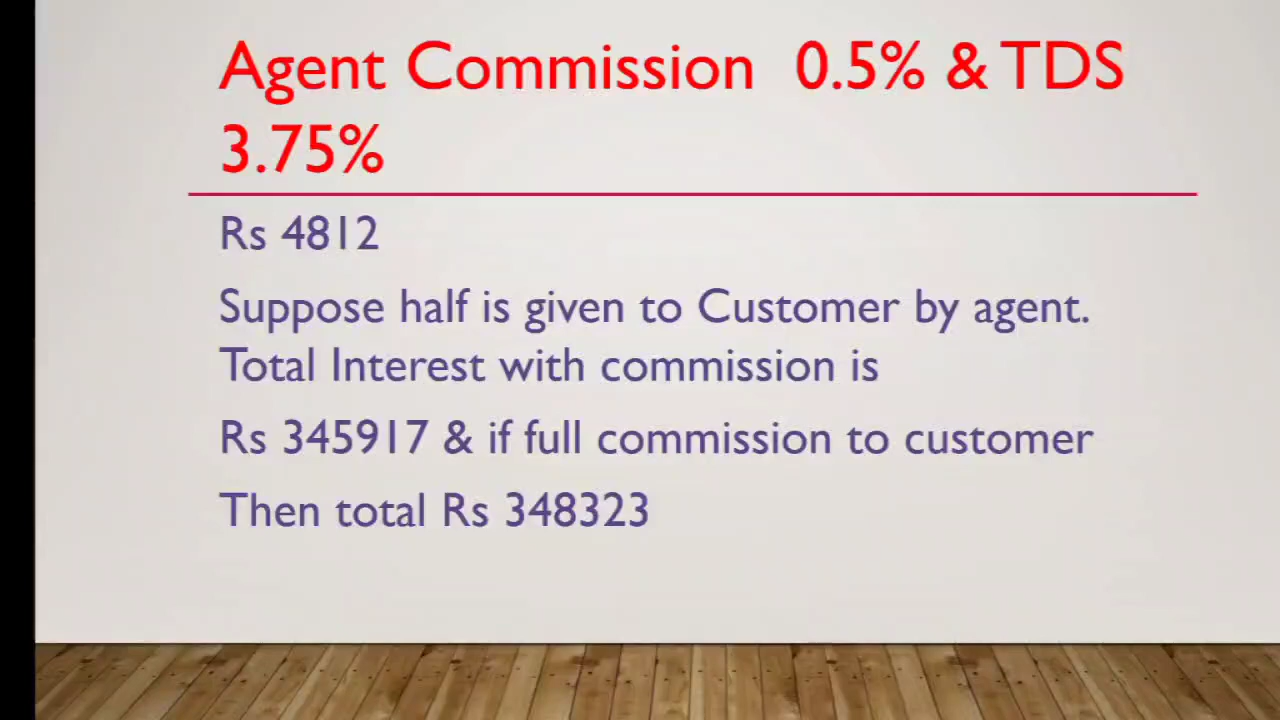 Agent Commission 0.5% & TDS
3.75%
Rs 4812
Suppose half is given to Customer by agent.
Total Interest with commission is
Rs 345917 & if full commission to customer
Then total Rs 348323